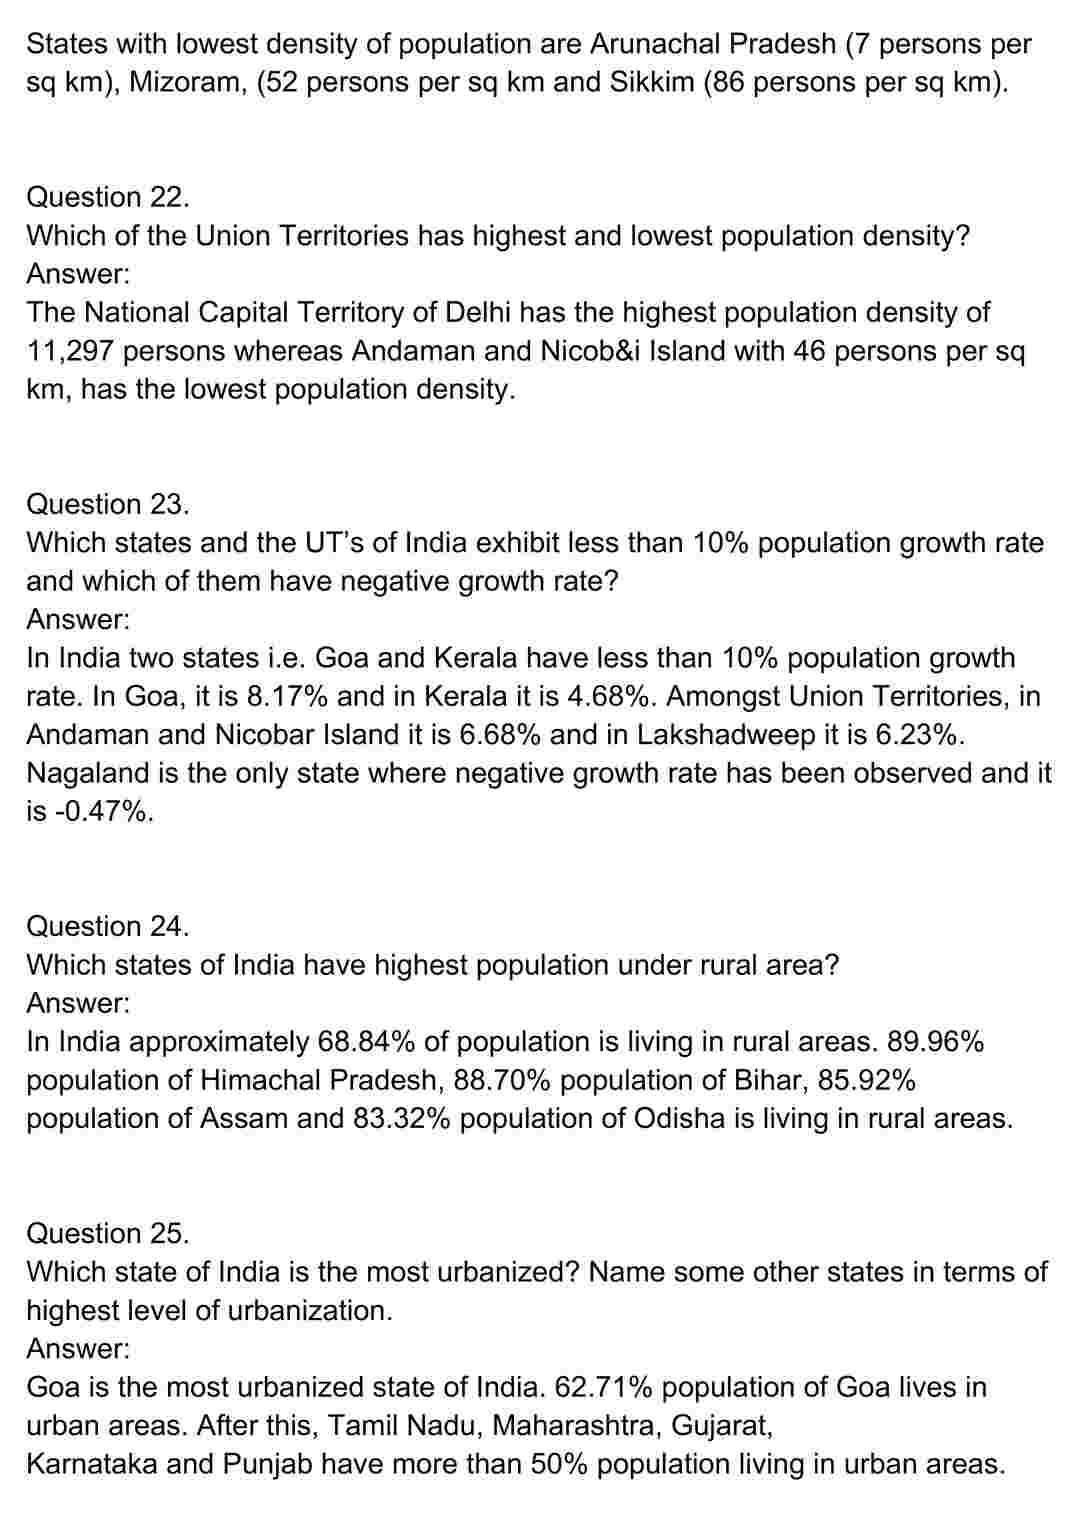 States with lowest density of population are Arunachal Pradesh (7 persons per
sq km), Mizoram, (52 persons per sq km and Sikkim (86 persons per sq km).
Question 22.
Which of the Union Territories has highest and lowest population density?
Answer:
The National Capital Territory of Delhi has the highest population density of
11,297 persons whereas Andaman and Nicob&i Island with 46 persons per sq
km, has the lowest population density.
Question 23.
Which states and the UT's of India exhibit less than 10% population growth rate
and which of them have negative growth rate?
Answer:
In India two states i.e. Goa and Kerala have less than 10% population growth
rate. In Goa, it is 8.17% and in Kerala it is 4.68%. Amongst Union Territories, in
Andaman and Nicobar Island it is 6.68% and in Lakshadweep it is 6.23%.
Nagaland is the only state where negative growth rate has been observed and it
is -0.47%.
Question 24.
Which states of India have highest population under rural area?
Answer:
In India approximately 68.84% of population is living in rural areas. 89.96%
population of Himachal Pradesh, 88.70% population of Bihar, 85.92%
population of Assam and 83.32% population of Odisha is living in rural areas.
Question 25.
Which state of India is the most urbanized? Name some other states in terms of
highest level of urbanization.
Answer:
Goa is the most urbanized state of India. 62.71% population of Goa lives in
urban areas. After this, Tamil Nadu, Maharashtra, Gujarat,
Karnataka and Punjab have more than 50% population living in urban areas.